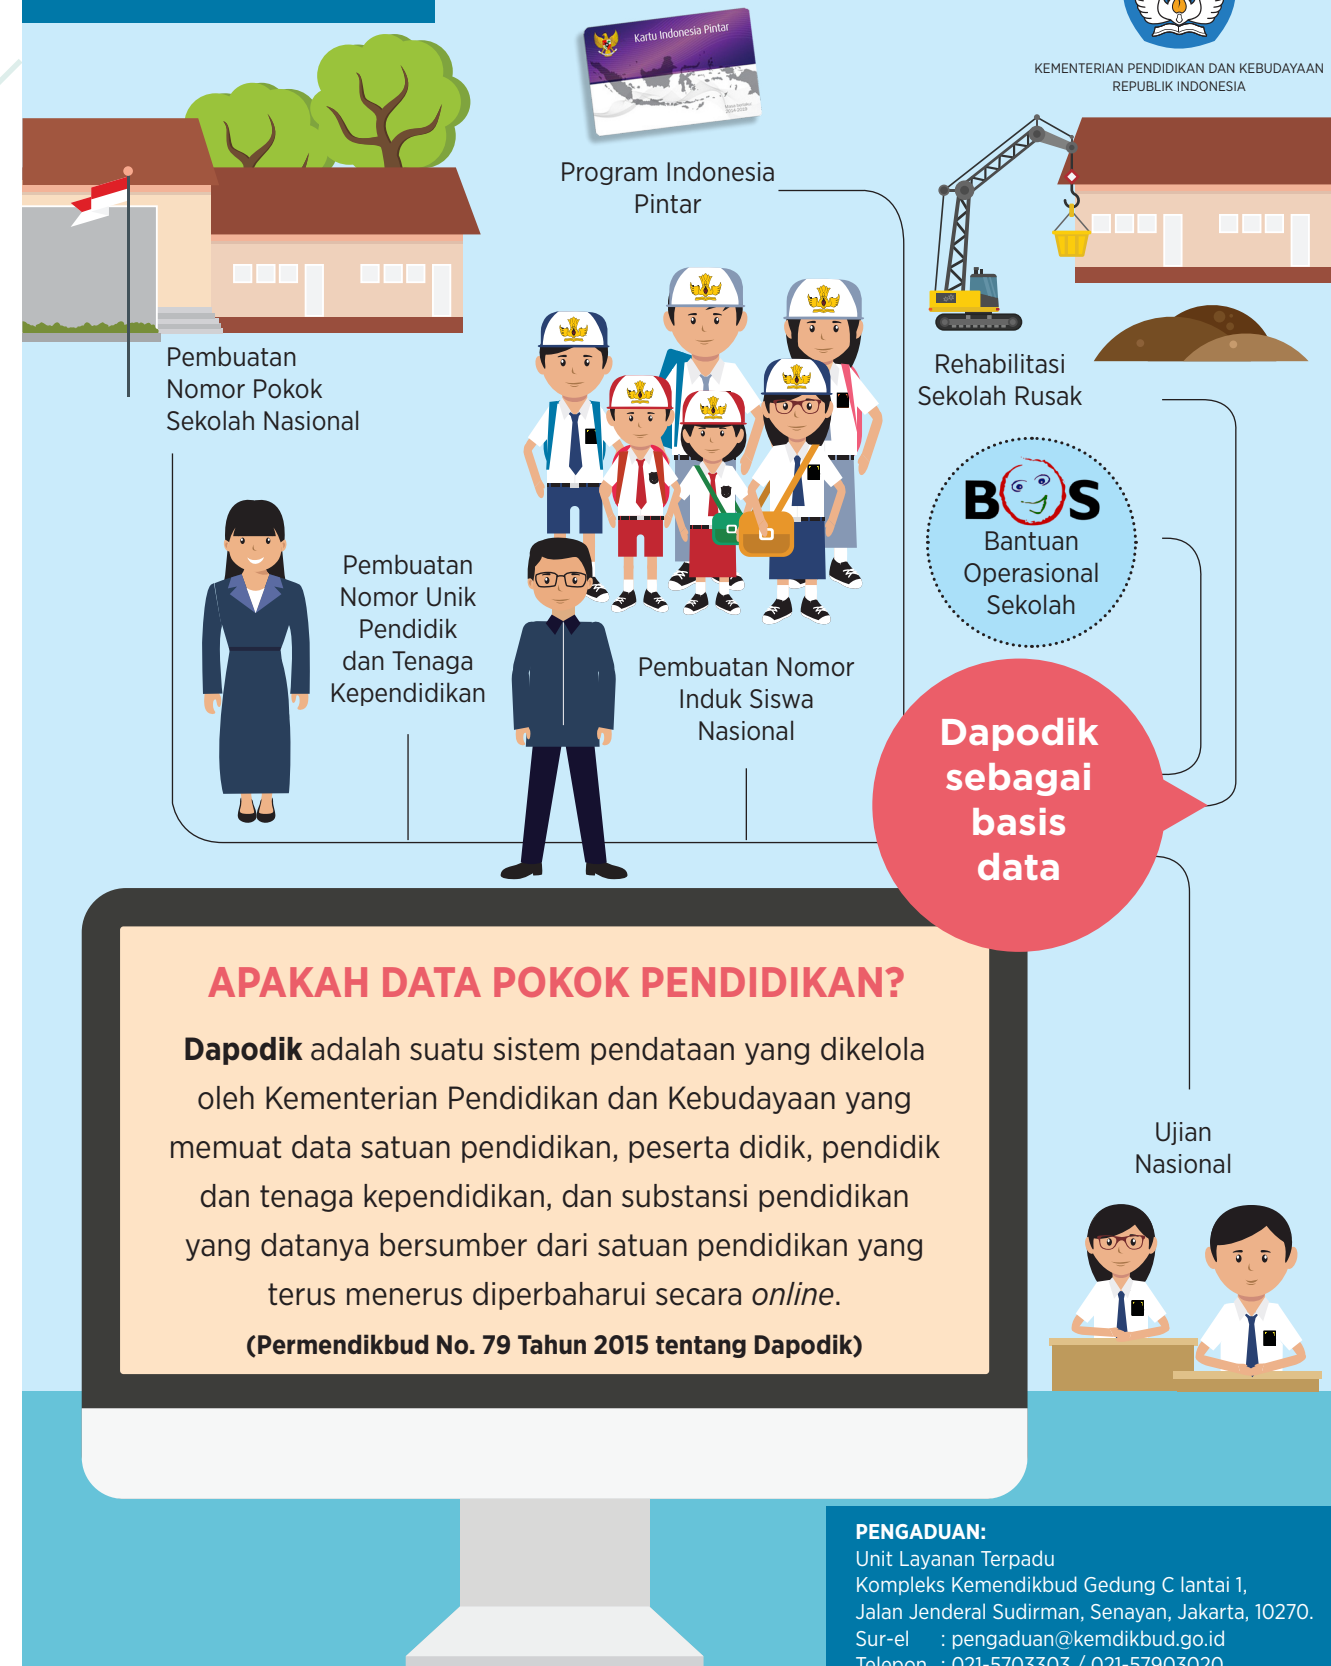 Kartu Indonesia Pintar
KEMENTERIAN PENDIDIKAN DAN KEBUDAYAAN
REPUBLIK INDONESIA
Program Indonesia
Pintar
Pembuatan
Nomor Pokok
Sekolah Nasional
Rehabilitasi
Sekolah Rusak
BOS
Bantuan
Operasional
Sekolah
Pembuatan
Nomor Unik
Pendidik
dan Tenaga
Kependidikan
Pembuatan Nomor
Induk Siswa
Nasional
Dapodik
sebagai
basis
data
APAKAH DATA POKOK PENDIDIKAN?
Dapodik adalah suatu sistem pendataan yang dikelola
oleh Kementerian Pendidikan dan Kebudayaan yang
memuat data satuan pendidikan, peserta didik, pendidik
dan tenaga kependidikan, dan substansi pendidikan
yang datanya bersumber dari satuan pendidikan yang
terus menerus diperbaharui secara online.
(Permendikbud No. 79 Tahun 2015 tentang Dapodik)
Ujian
Nasional
PENGADUAN:
Unit Layanan Terpadu
Kompleks Kemendikbud Gedung C lantai 1,
Jalan Jenderal Sudirman, Senayan, Jakarta, 10270.
Sur-el : pengaduan@kemdikbud.go.id
Telepon : 021-5703303 / 021-57903020